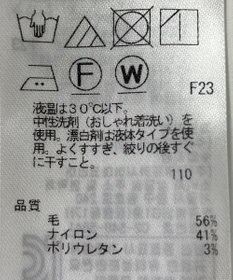 F W F23
液温は30℃以下、
中性洗剤（おしゃれ着洗い）を
使用。漂白剤は液体タイプを使
用。よくすすぎ、絞りの後すぐ
に干すこと。
110
品質
毛 56%
ナイロン 41%
ポリウレタン 3%